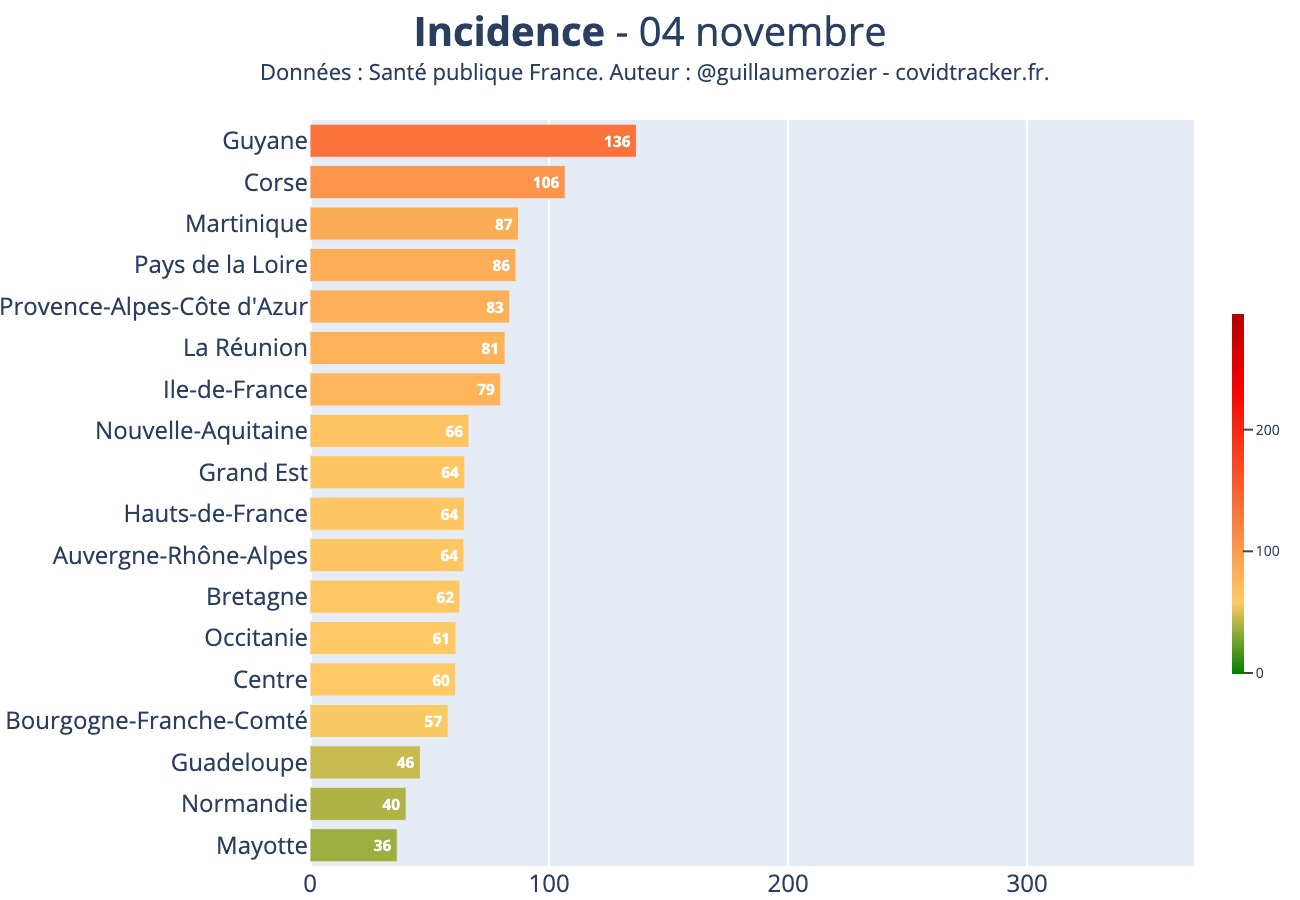 Incidence - 04 novembre
Données : Santé publique France. Auteur : @guillaumerozier - covidtracker.fr.
Guyane 136
Corse 106
Martinique 87
Pays de la Loire 86
Provence-Alpes-Côte d'Azur 83
La Réunion 81
Ile-de-France 79
Nouvelle-Aquitaine 66
Grand Est 64
Hauts-de-France 64
Auvergne-Rhône-Alpes 64
Bretagne 62
Occitanie 61
Centre 60
Bourgogne-Franche-Comté 57
Guadeloupe 46
Normandie 40
Mayotte 36
0 100 200 300
200
100
0